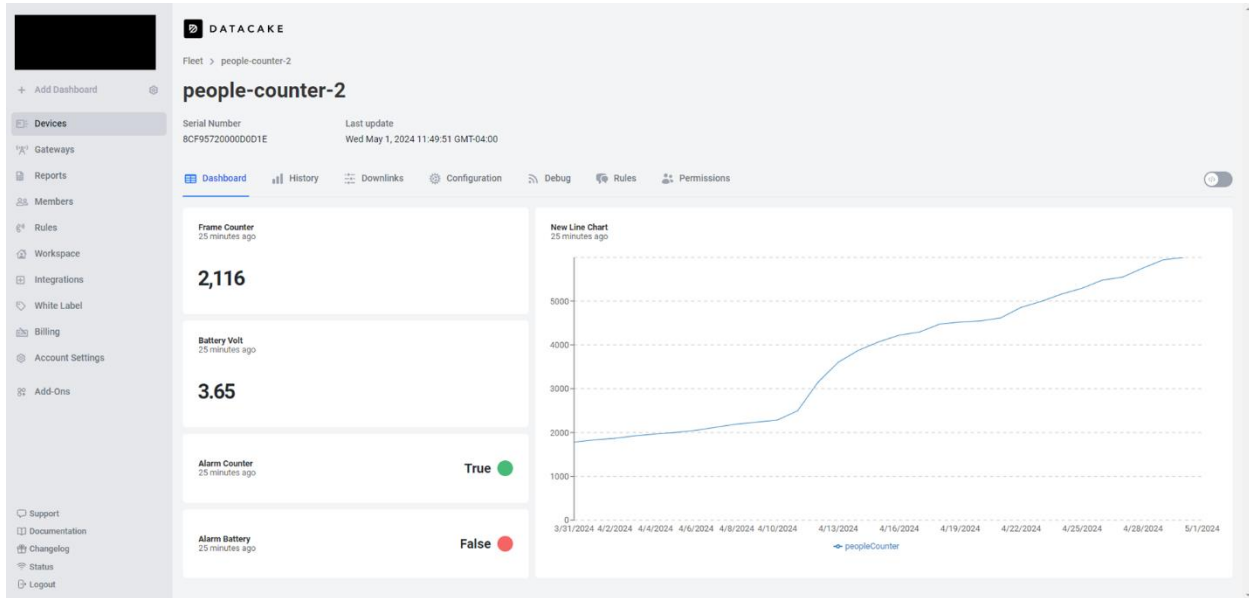 DATACAKE
Fleet > people-counter-2
+ Add Dashboard
people-counter-2
Devices
Gateways
Reports
Members
Rules
Workspace
Integrations
White Label
Billing
Account Settings
Add-Ons
Support
Documentation
Changelog
Status
Logout
Serial Number
8CF95720000D0D1E
Last update
Wed May 1, 2024 11:49:51 GMT-04:00
Dashboard History Downlinks Configuration Debug Rules Permissions
Frame Counter
25 minutes ago
2,116
Battery Volt
25 minutes ago
3.65
Alarm Counter
25 minutes ago
True
Alarm Battery
25 minutes ago
False
New Line Chart
25 minutes ago
5000
4000
3000
2000
1000
0
3/31/2024 4/2/2024 4/4/2024 4/6/2024 4/8/2024 4/10/2024 4/13/2024 4/16/2024 4/19/2024 4/22/2024 4/25/2024 4/28/2024 5/1/2024
peopleCounter